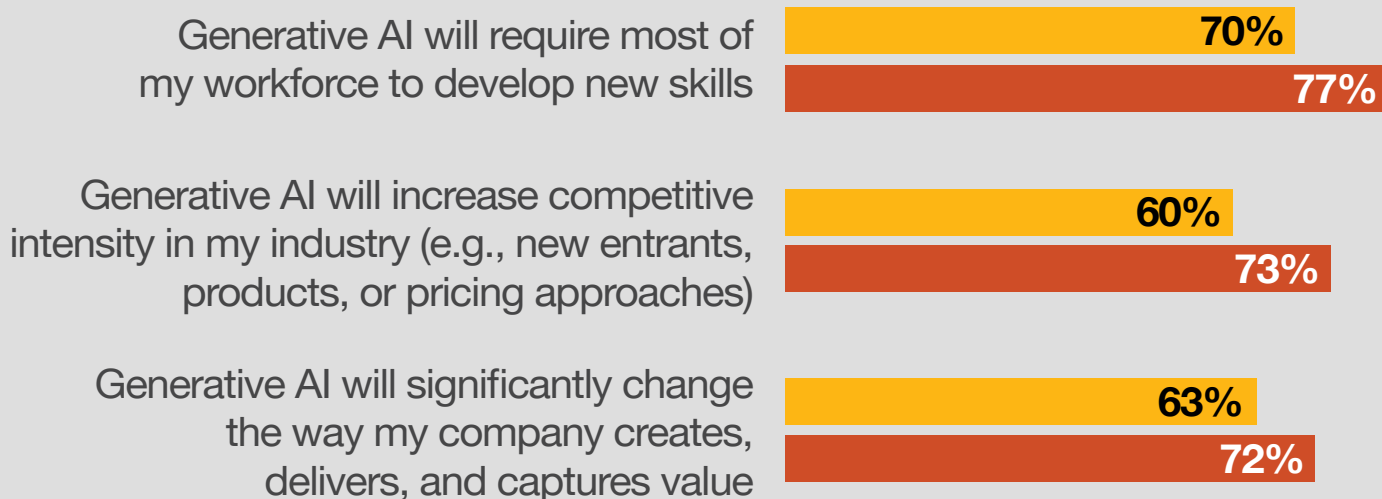 Generative AI will require most of
my workforce to develop new skills
70%
77%
Generative AI will increase competitive
intensity in my industry (e.g., new entrants,
products, or pricing approaches)
60%
73%
Generative AI will significantly change
the way my company creates,
delivers, and captures value
63%
72%